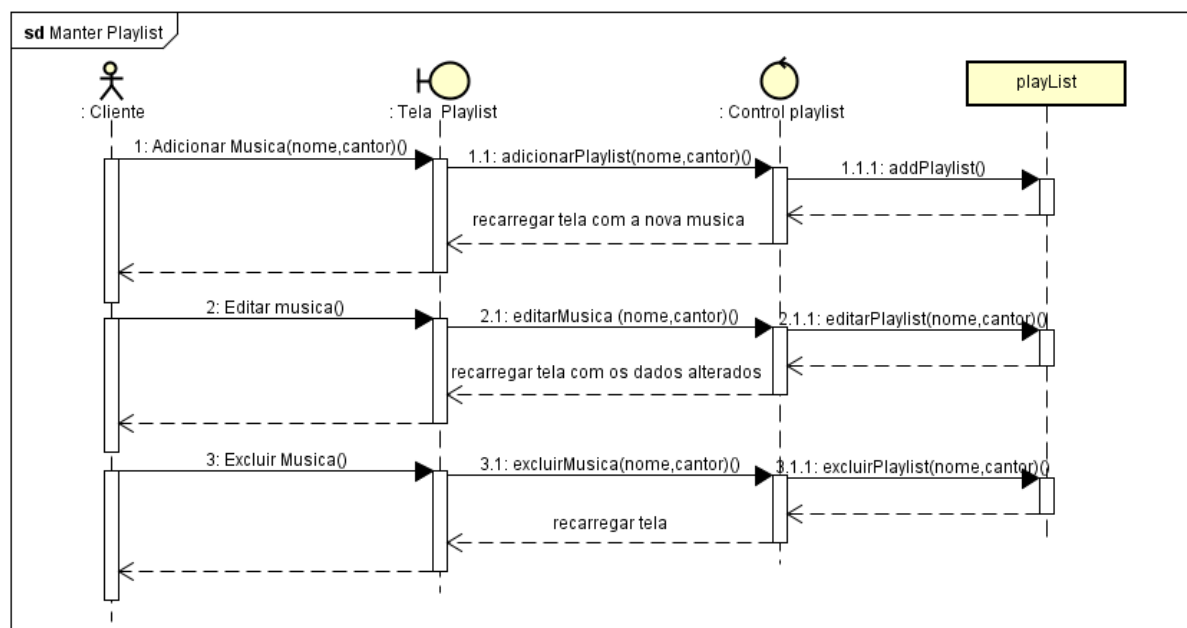 sd Manter Playlist
: Cliente
: Tela Playlist
: Control playlist
playList
1: Adicionar Musica(nome,cantor)()
1.1: adicionarPlaylist(nome,cantor)()
1.1.1: addPlaylist()
recarregar tela com a nova musica
2: Editar musica()
2.1: editarMusica (nome,cantor)()
2.1.1: editarPlaylist(nome,cantor)()
recarregar tela com os dados alterados
3: Excluir Musica()
3.1: excluirMusica(nome,cantor)()
3.1.1: excluirPlaylist(nome,cantor)()
recarregar tela